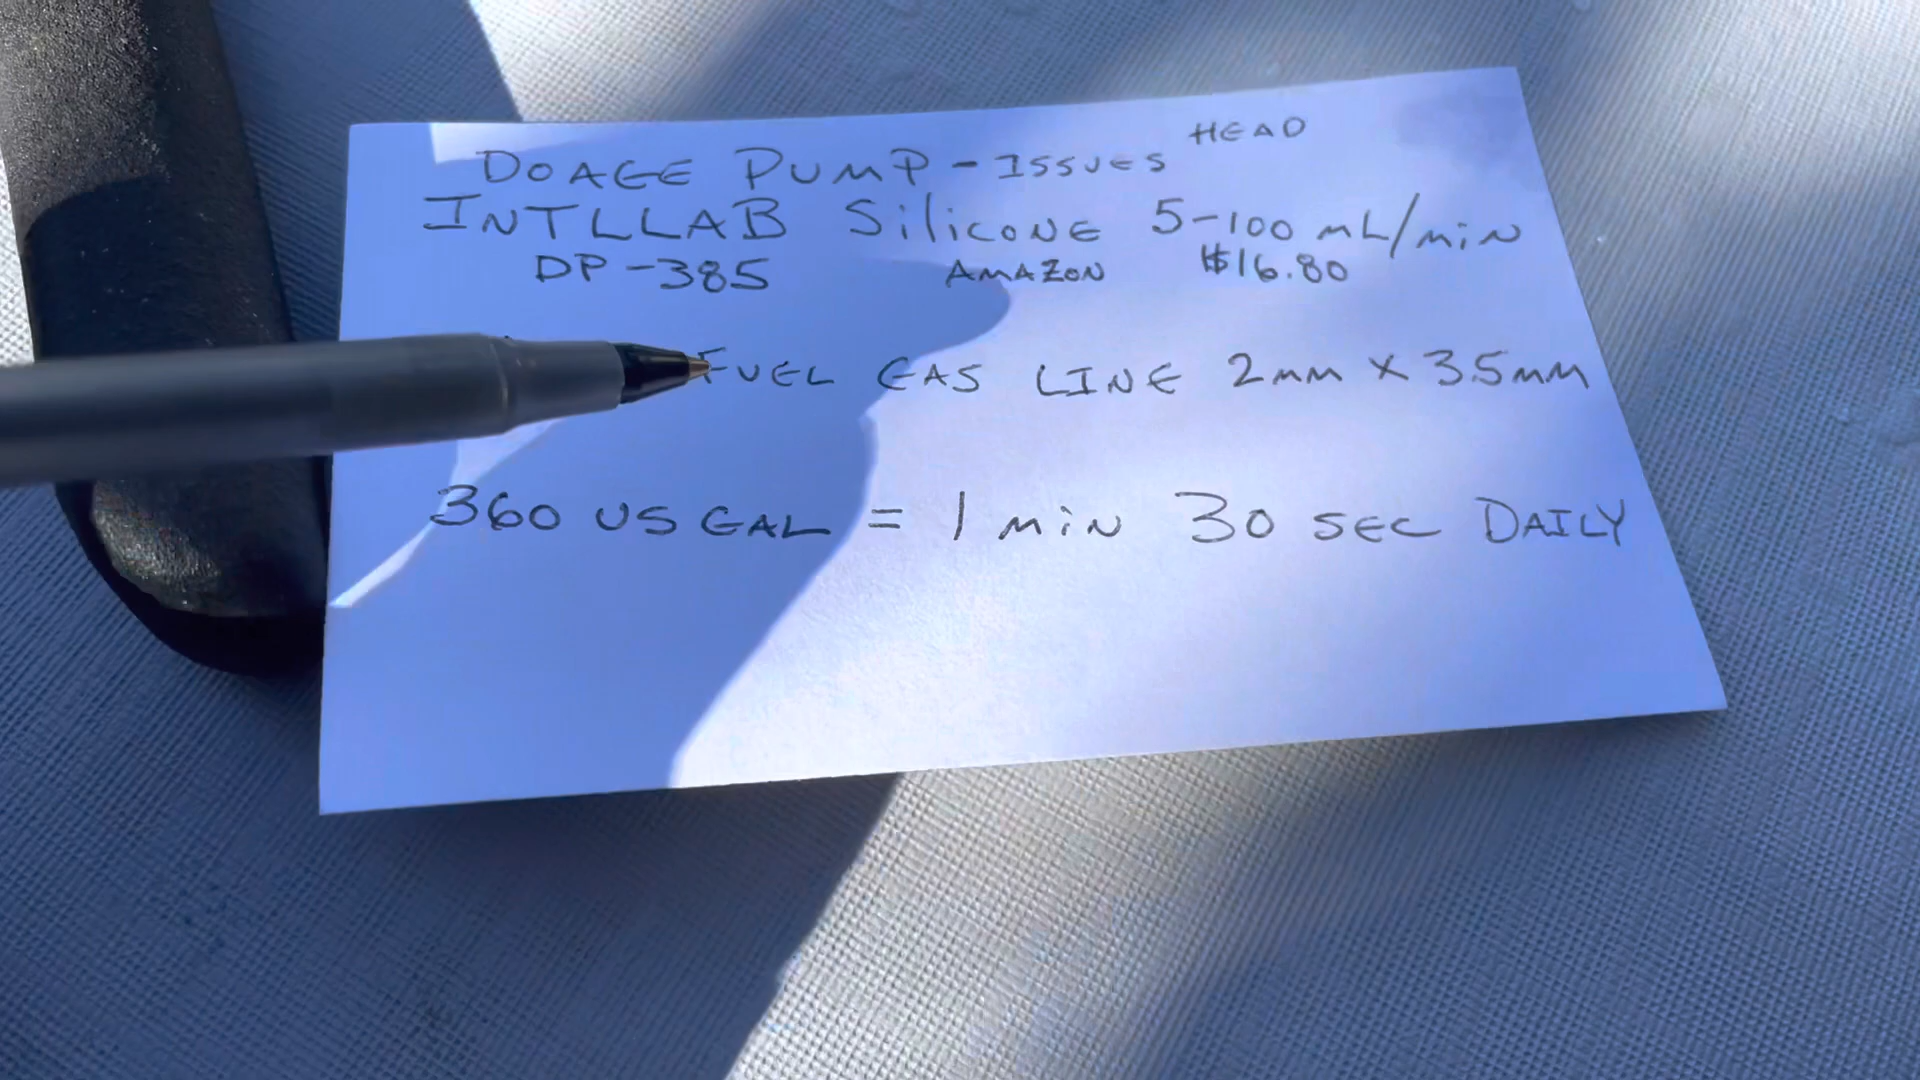 HEAD
DOAGE PUMP - ISSUES
INTLLAB Silicone 5-100 mL/min
DP-385 AMAZON $16.80
FUEL GAS LINE 2mm x 3.5mm
360 US GAL = 1 min 30 SEC DAILY